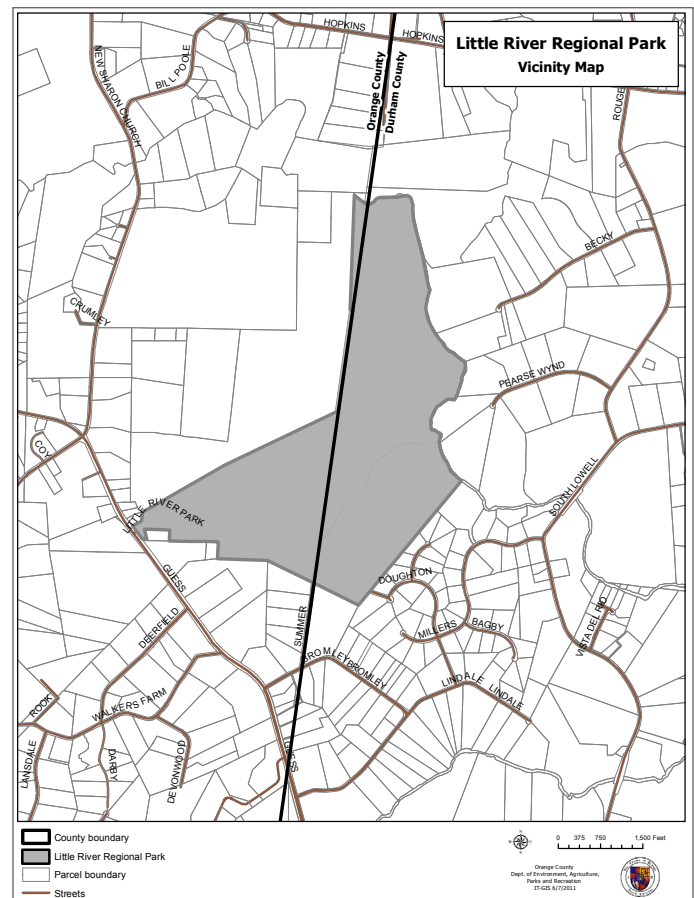 Little River Regional Park
Vicinity Map
HOPKINS
HOPKINS
NEW SHARON CHURCH
BILL POOLE
Orange County
Durham County
BECKY
CRUMLEY
PEARSE WYND
COY
SOUTH LOWELL
LITTLE RIVER PARK
GUESS
DOUGHTON
DEERFIELD
SUMMER
MILLERS
BAGBY
VISTA DEL RIO
BROMLEY
BROMLEY
LINDALE
LINDALE
ROOK
WALKERS FARM
LANSDALE
DARBY
DEVONWOOD
GUESS
County boundary
Little River Regional Park
Parcel boundary
Streets
0 375 750 1,500 Feet
Orange County
Dept. of Environment, Agriculture,
Parks and Recreation
IT-GIS 6/7/2011